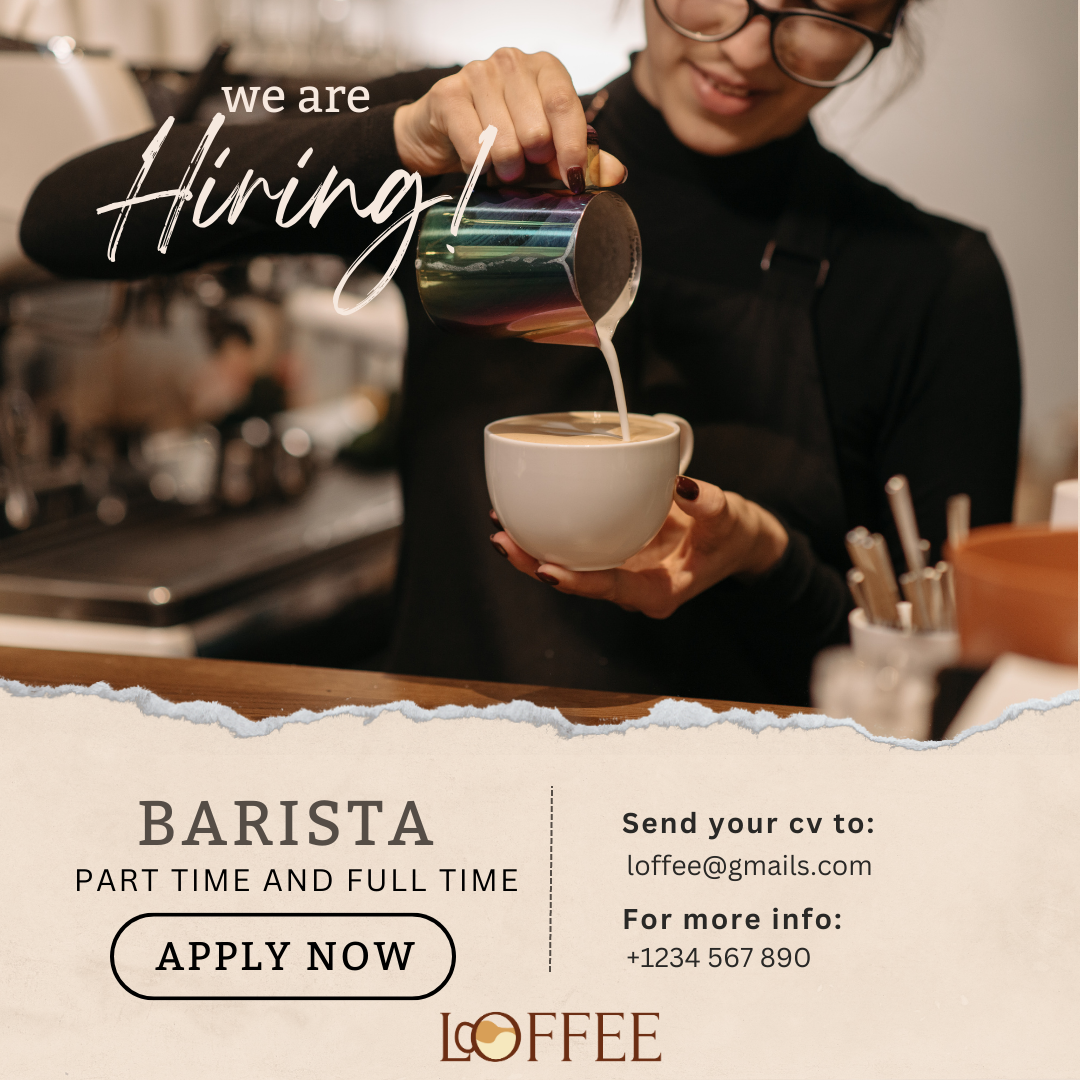 we are
Hiring!
BARISTA
PART TIME AND FULL TIME
APPLY NOW
Send your cv to:
loffee@gmails.com
For more info:
+1234 567 890
LOFFEE